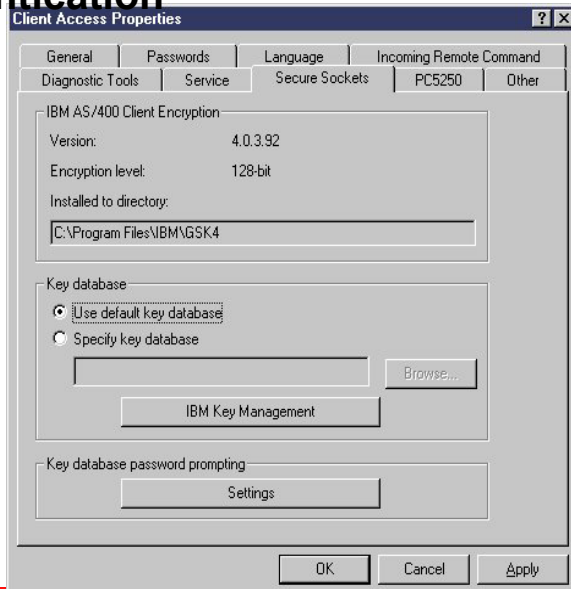 Client Access Properties
General Passwords Language Incoming Remote Command
Diagnostic Tools Service Secure Sockets PC5250 Other
IBM AS/400 Client Encryption
Version: 4.0.3.92
Encryption level: 128-bit
Installed to directory:
C:\Program Files\IBM\GSK4
Key database
Use default key database
Specify key database
Browse...
IBM Key Management
Key database password prompting
Settings
OK Cancel Apply